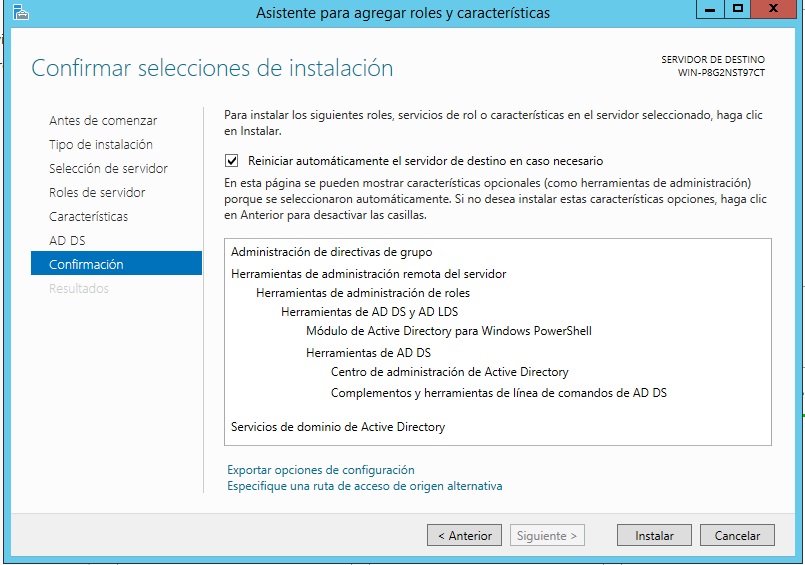 Asistente para agregar roles y características
Confirmar selecciones de instalación
SERVIDOR DE DESTINO
WIN-P8G2NST97CT
Antes de comenzar
Tipo de instalación
Selección de servidor
Roles de servidor
Características
AD DS
Confirmación
Resultados
Para instalar los siguientes roles, servicios de rol o características en el servidor seleccionado, haga clic
en Instalar.
Reiniciar automáticamente el servidor de destino en caso necesario
En esta página se pueden mostrar características opcionales (como herramientas de administración)
porque se seleccionaron automáticamente. Si no desea instalar estas características opciones, haga clic
en Anterior para desactivar las casillas.
Administración de directivas de grupo
Herramientas de administración remota del servidor
Herramientas de administración de roles
Herramientas de AD DS y AD LDS
Módulo de Active Directory para Windows PowerShell
Herramientas de AD DS
Centro de administración de Active Directory
Complementos y herramientas de línea de comandos de AD DS
Servicios de dominio de Active Directory
Exportar opciones de configuración
Especifique una ruta de acceso de origen alternativa
< Anterior
Siguiente >
Instalar
Cancelar